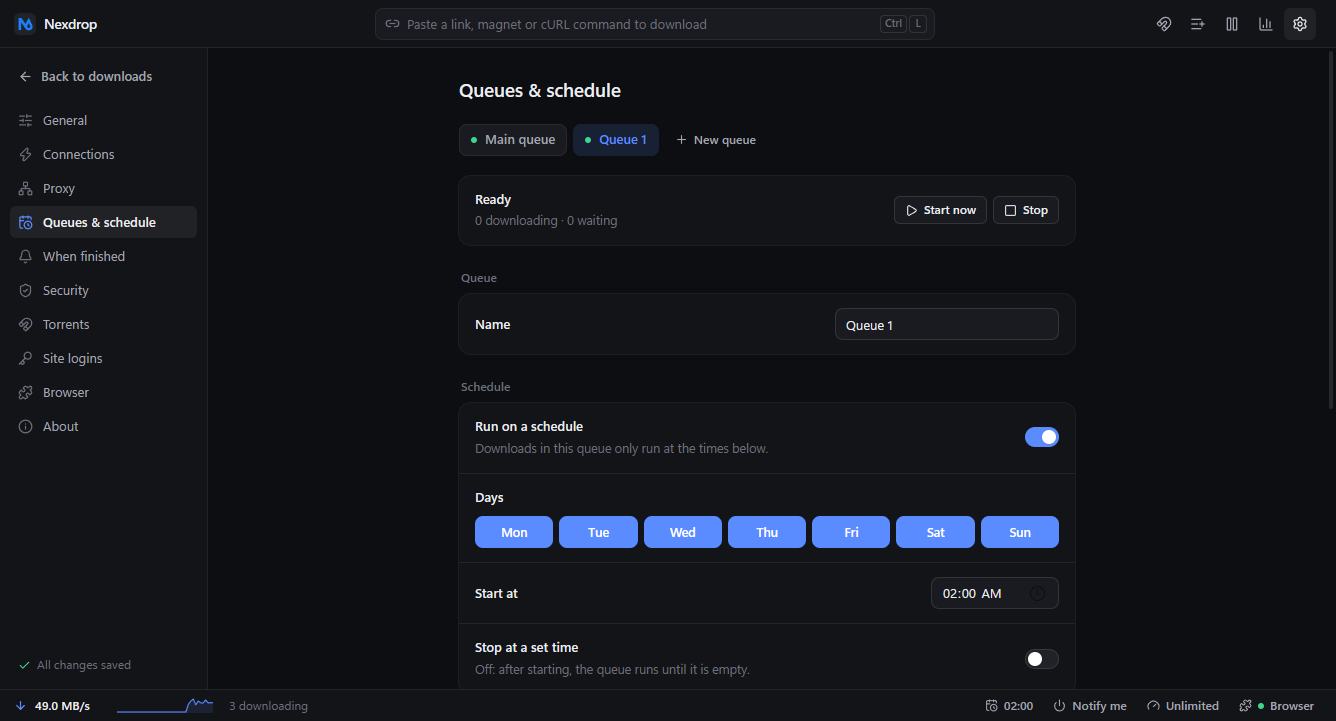 Nexdrop
Paste a link, magnet or cURL command to download
Ctrl L
Back to downloads
General
Connections
Proxy
Queues & schedule
When finished
Security
Torrents
Site logins
Browser
About
All changes saved
Queues & schedule
Main queue
Queue 1
New queue
Ready
0 downloading · 0 waiting
Start now
Stop
Queue
Name
Queue 1
Schedule
Run on a schedule
Downloads in this queue only run at the times below.
Days
Mon Tue Wed Thu Fri Sat Sun
Start at
02:00 AM
Stop at a set time
Off: after starting, the queue runs until it is empty.
49.0 MB/s
3 downloading
02:00
Notify me
Unlimited
Browser